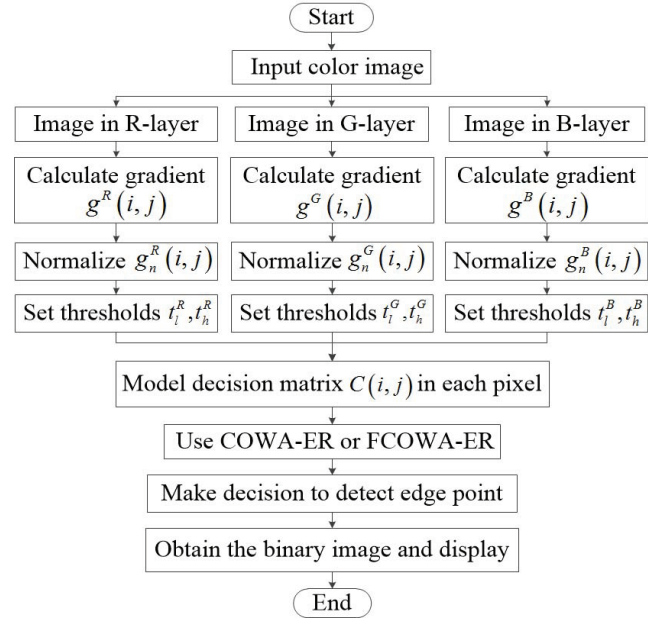 Start
Input color image
Image in R-layer
Image in G-layer
Image in B-layer
Calculate gradient
g^R(i, j)
Calculate gradient
g^G(i, j)
Calculate gradient
g^B(i, j)
Normalize g_n^R(i, j)
Normalize g_n^G(i, j)
Normalize g_n^B(i, j)
Set thresholds t_l^R, t_h^R
Set thresholds t_l^G, t_h^G
Set thresholds t_l^B, t_h^B
Model decision matrix C(i, j) in each pixel
Use COWA-ER or FCOWA-ER
Make decision to detect edge point
Obtain the binary image and display
End